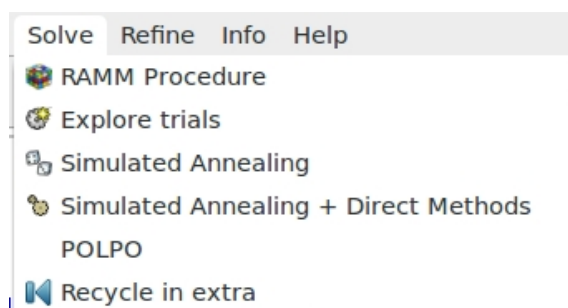 Solve Refine Info Help
RAMM Procedure
Explore trials
Simulated Annealing
Simulated Annealing + Direct Methods
POLPO
Recycle in extra